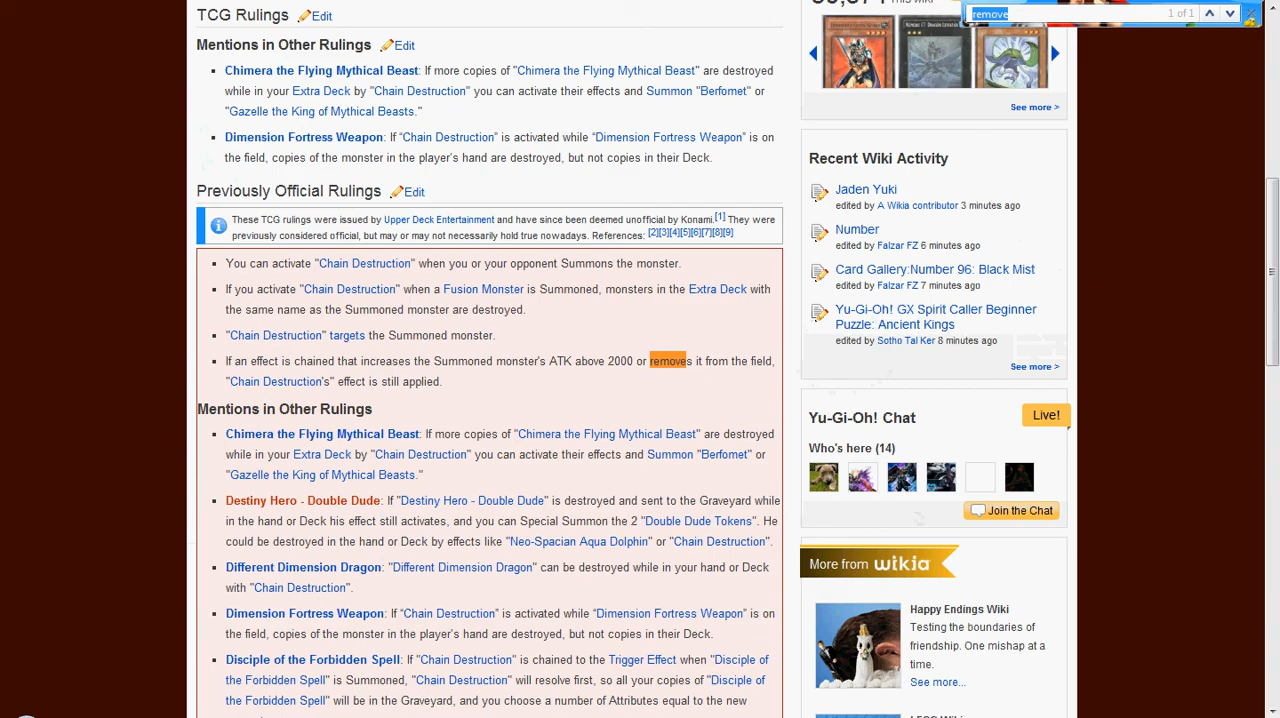 TCG Rulings Edit
Mentions in Other Rulings Edit
Chimera the Flying Mythical Beast: If more copies of "Chimera the Flying Mythical Beast" are destroyed
while in your Extra Deck by "Chain Destruction" you can activate their effects and Summon "Berfomet" or
"Gazelle the King of Mythical Beasts."
Dimension Fortress Weapon: If “Chain Destruction” is activated while “Dimension Fortress Weapon” is on
the field, copies of the monster in the player's hand are destroyed, but not copies in their Deck.
Previously Official Rulings Edit
These TCG rulings were issued by Upper Deck Entertainment and have since been deemed unofficial by Konami.[1] They were
previously considered official, but may or may not necessarily hold true nowadays. References: [2][3][4][5][6][7][8][9]
You can activate "Chain Destruction" when you or your opponent Summons the monster.
If you activate "Chain Destruction" when a Fusion Monster is Summoned, monsters in the Extra Deck with
the same name as the Summoned monster are destroyed.
"Chain Destruction" targets the Summoned monster.
If an effect is chained that increases the Summoned monster's ATK above 2000 or removes it from the field,
"Chain Destruction's" effect is still applied.
Mentions in Other Rulings
Chimera the Flying Mythical Beast: If more copies of "Chimera the Flying Mythical Beast" are destroyed
while in your Extra Deck by "Chain Destruction" you can activate their effects and Summon "Berfomet" or
"Gazelle the King of Mythical Beasts."
Destiny Hero - Double Dude: If "Destiny Hero - Double Dude" is destroyed and sent to the Graveyard while
in the hand or Deck his effect still activates, and you can Special Summon the 2 "Double Dude Tokens". He
could be destroyed in the hand or Deck by effects like "Neo-Spacian Aqua Dolphin" or "Chain Destruction".
Different Dimension Dragon: "Different Dimension Dragon" can be destroyed while in your hand or Deck
with "Chain Destruction".
Dimension Fortress Weapon: If “Chain Destruction” is activated while “Dimension Fortress Weapon” is on
the field, copies of the monster in the player's hand are destroyed, but not copies in their Deck.
Disciple of the Forbidden Spell: If "Chain Destruction" is chained to the Trigger Effect when "Disciple of
the Forbidden Spell" is Summoned, "Chain Destruction" will resolve first, so all your copies of "Disciple of
the Forbidden Spell" will be in the Graveyard, and you choose a number of Attributes equal to the new
remove 1 of 1
See more >
Recent Wiki Activity
Jaden Yuki
edited by A Wikia contributor 3 minutes ago
Number
edited by Falzar FZ 6 minutes ago
Card Gallery:Number 96: Black Mist
edited by Falzar FZ 7 minutes ago
Yu-Gi-Oh! GX Spirit Caller Beginner
Puzzle: Ancient Kings
edited by Sotho Tal Ker 8 minutes ago
See more >
Yu-Gi-Oh! Chat Live!
Who's here (14)
Join the Chat
More from wikia
Happy Endings Wiki
Testing the boundaries of
friendship. One mishap at a
time.
See more...